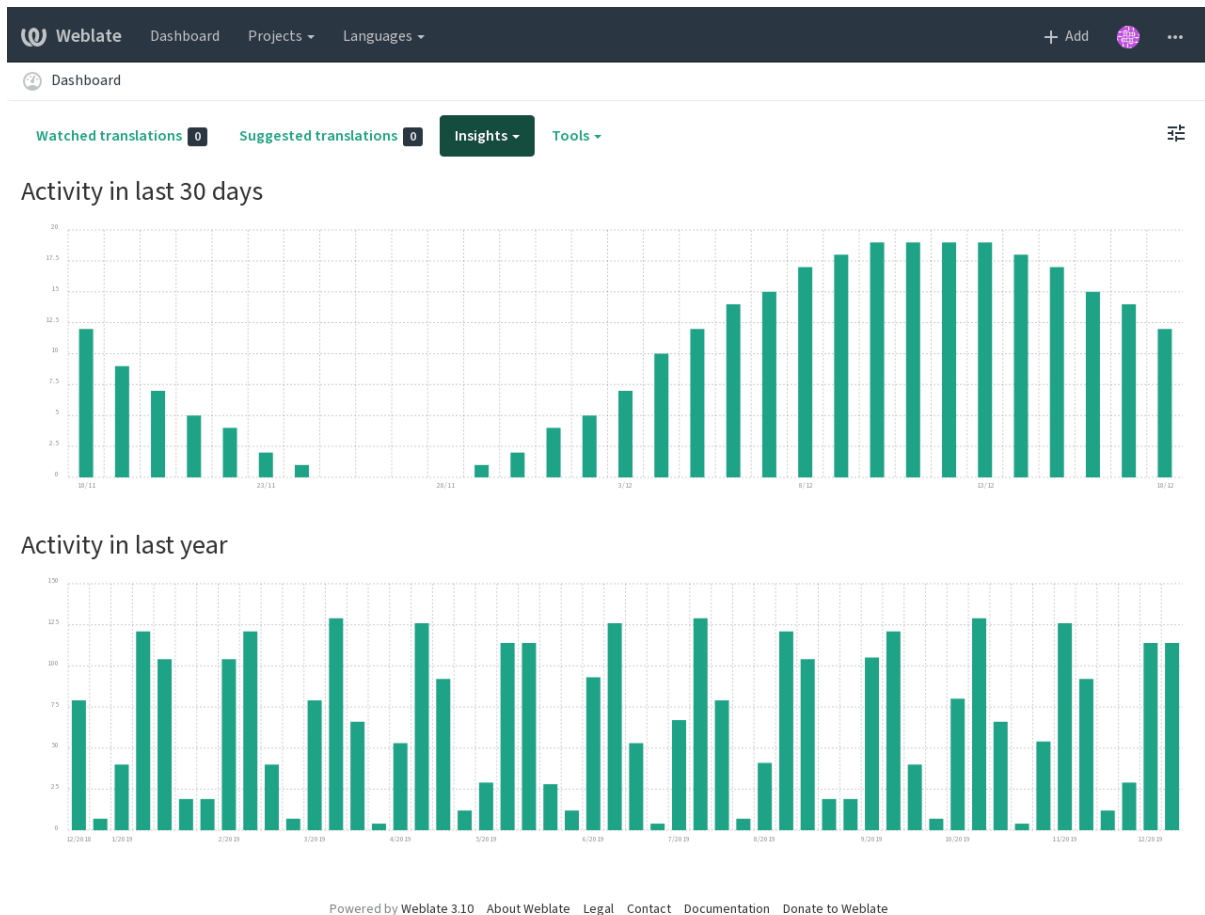 Weblate Dashboard Projects Languages Add
Dashboard
Watched translations 0 Suggested translations 0 Insights Tools
Activity in last 30 days
20
17.5
15
12.5
10
7.5
5
2.5
0
18/11 23/11 28/11 3/12 8/12 13/12 18/12
Activity in last year
150
125
100
75
50
25
0
12/2018 1/2019 2/2019 3/2019 4/2019 5/2019 6/2019 7/2019 8/2019 9/2019 10/2019 11/2019 12/2019
Powered by Weblate 3.10 About Weblate Legal Contact Documentation Donate to Weblate